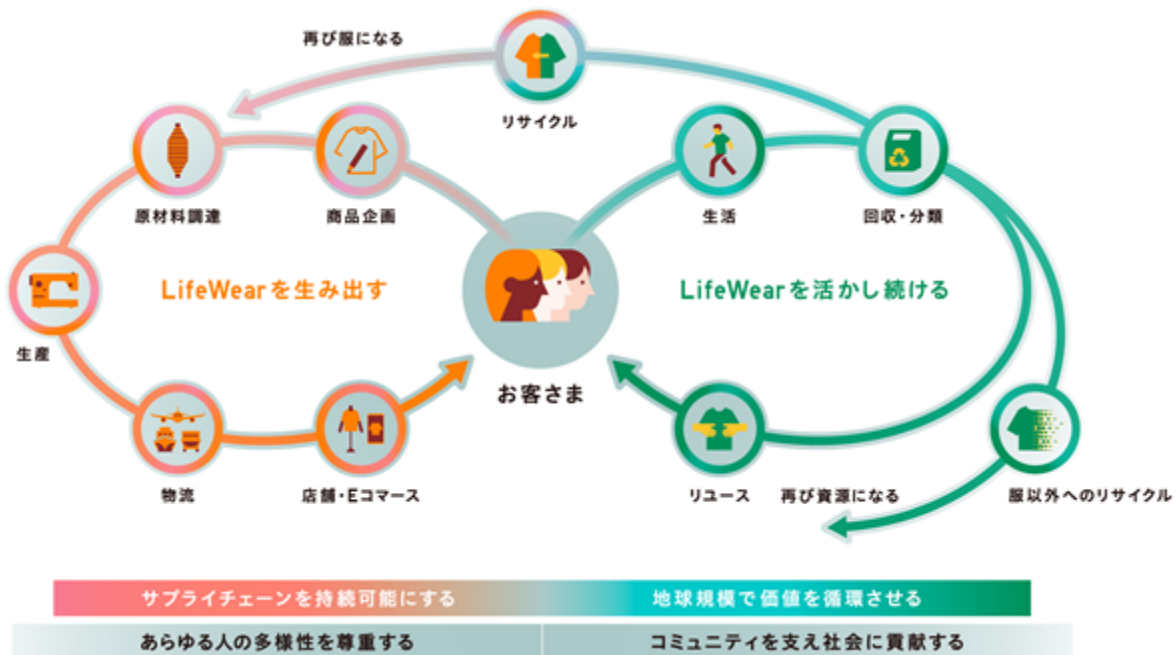 再び服になる
リサイクル
原材料調達
商品企画
生活
回収・分類
LifeWearを生み出す
LifeWearを活かし続ける
生産
お客さま
物流
店舗・Eコマース
リユース
再び資源になる
服以外へのリサイクル
サプライチェーンを持続可能にする
地球規模で価値を循環させる
あらゆる人の多様性を尊重する
コミュニティを支え社会に貢献する